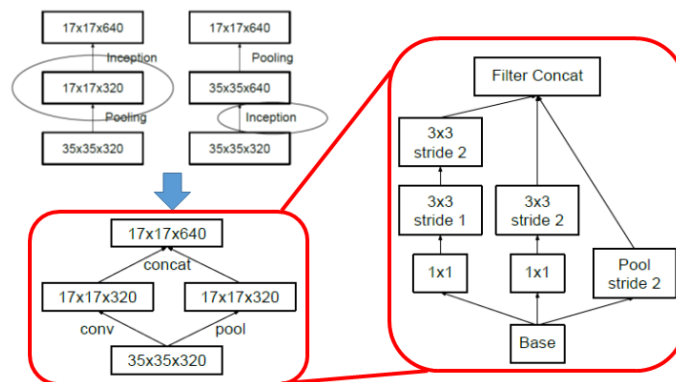 17x17x640
Inception
17x17x320
Pooling
35x35x320
17x17x640
Pooling
35x35x640
Inception
35x35x320
17x17x640
concat
17x17x320
17x17x320
conv
pool
35x35x320
Filter Concat
3x3
stride 2
3x3
stride 1
3x3
stride 2
1x1
1x1
Pool
stride 2
Base